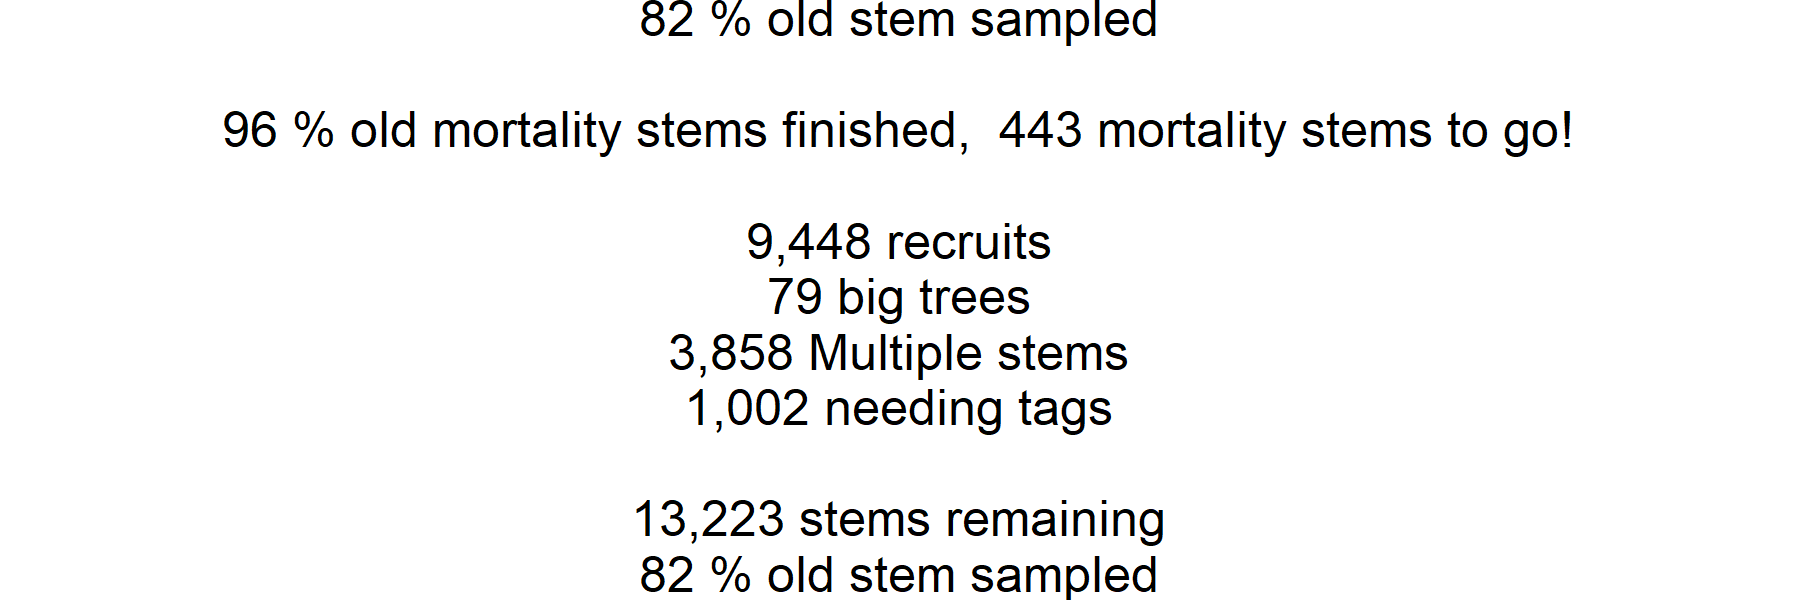 82 % old stem sampled
96 % old mortality stems finished,  443 mortality stems to go!
9,448 recruits
79 big trees
3,858 Multiple stems
1,002 needing tags
13,223 stems remaining
82 % old stem sampled